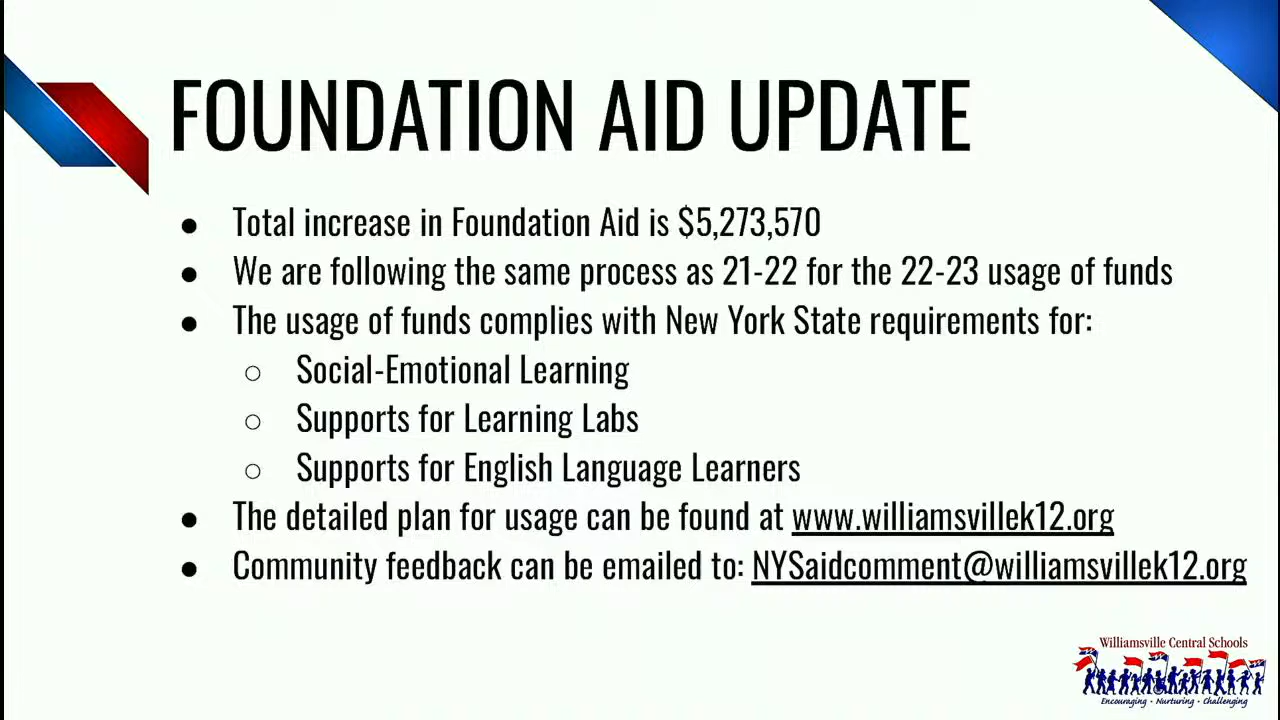 FOUNDATION AID UPDATE
● Total increase in Foundation Aid is $5,273,570
● We are following the same process as 21-22 for the 22-23 usage of funds
● The usage of funds complies with New York State requirements for:
○ Social-Emotional Learning
○ Supports for Learning Labs
○ Supports for English Language Learners
● The detailed plan for usage can be found at www.williamsvillek12.org
● Community feedback can be emailed to: NYSaidcomment@williamsvillek12.org
Williamsville Central Schools
Encouraging • Nurturing • Challenging